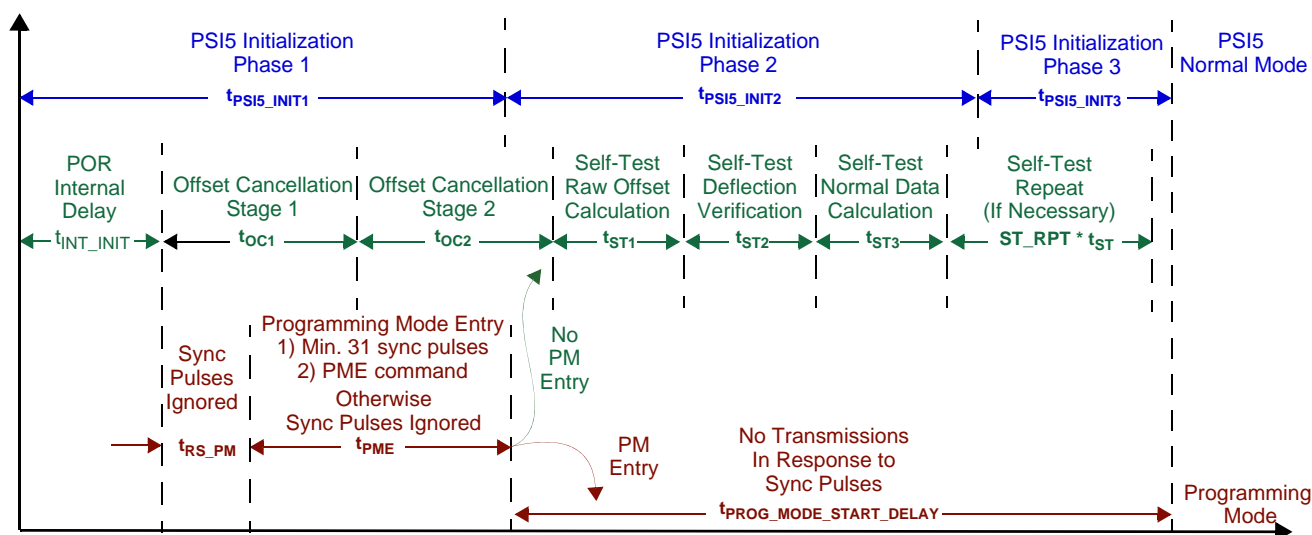 PSI5 Initialization
Phase 1
tPSI5_INIT1
PSI5 Initialization
Phase 2
tPSI5_INIT2
PSI5 Initialization
Phase 3
tPSI5_INIT3
PSI5
Normal Mode
POR
Internal
Delay
tINT_INIT
Offset Cancellation
Stage 1
tOC1
Offset Cancellation
Stage 2
tOC2
Self-Test
Raw Offset
Calculation
tST1
Self-Test
Deflection
Verification
tST2
Self-Test
Normal Data
Calculation
tST3
Self-Test
Repeat
(If Necessary)
ST_RPT * tST
Sync
Pulses
Ignored
tRS_PM
Programming Mode Entry
1) Min. 31 sync pulses
2) PME command
Otherwise
Sync Pulses Ignored
tPME
No
PM
Entry
PM
Entry
No Transmissions
In Response to
Sync Pulses
tPROG_MODE_START_DELAY
Programming
Mode